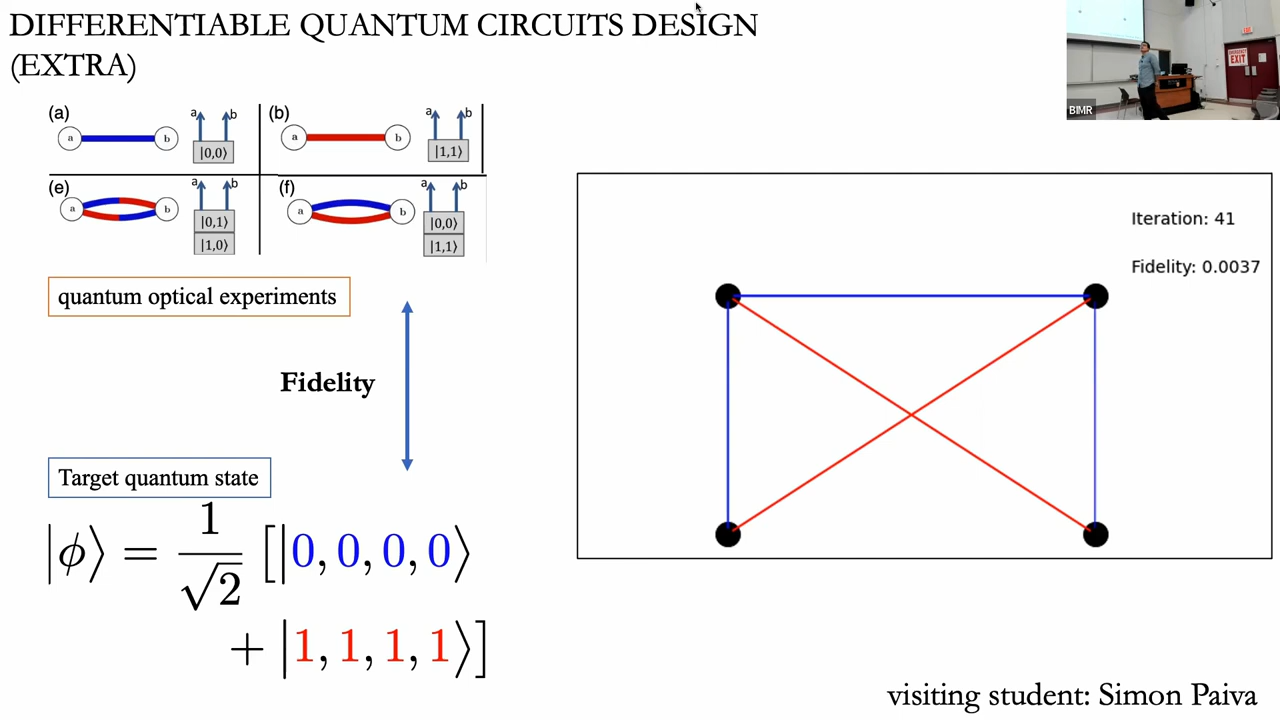 DIFFERENTIABLE QUANTUM CIRCUITS DESIGN
(EXTRA)
(a)
a
b
a
b
|0,0⟩
(b)
a
b
a
b
|1,1⟩
(e)
a
b
a
b
|0,1⟩
|1,0⟩
(f)
a
b
a
b
|0,0⟩
|1,1⟩
quantum optical experiments
Fidelity
Target quantum state
|ϕ⟩ = 1/√2 [|0, 0, 0, 0⟩
+ |1, 1, 1, 1⟩]
Iteration: 41
Fidelity: 0.0037
BIMR
EXIT
visiting student: Simon Paiva